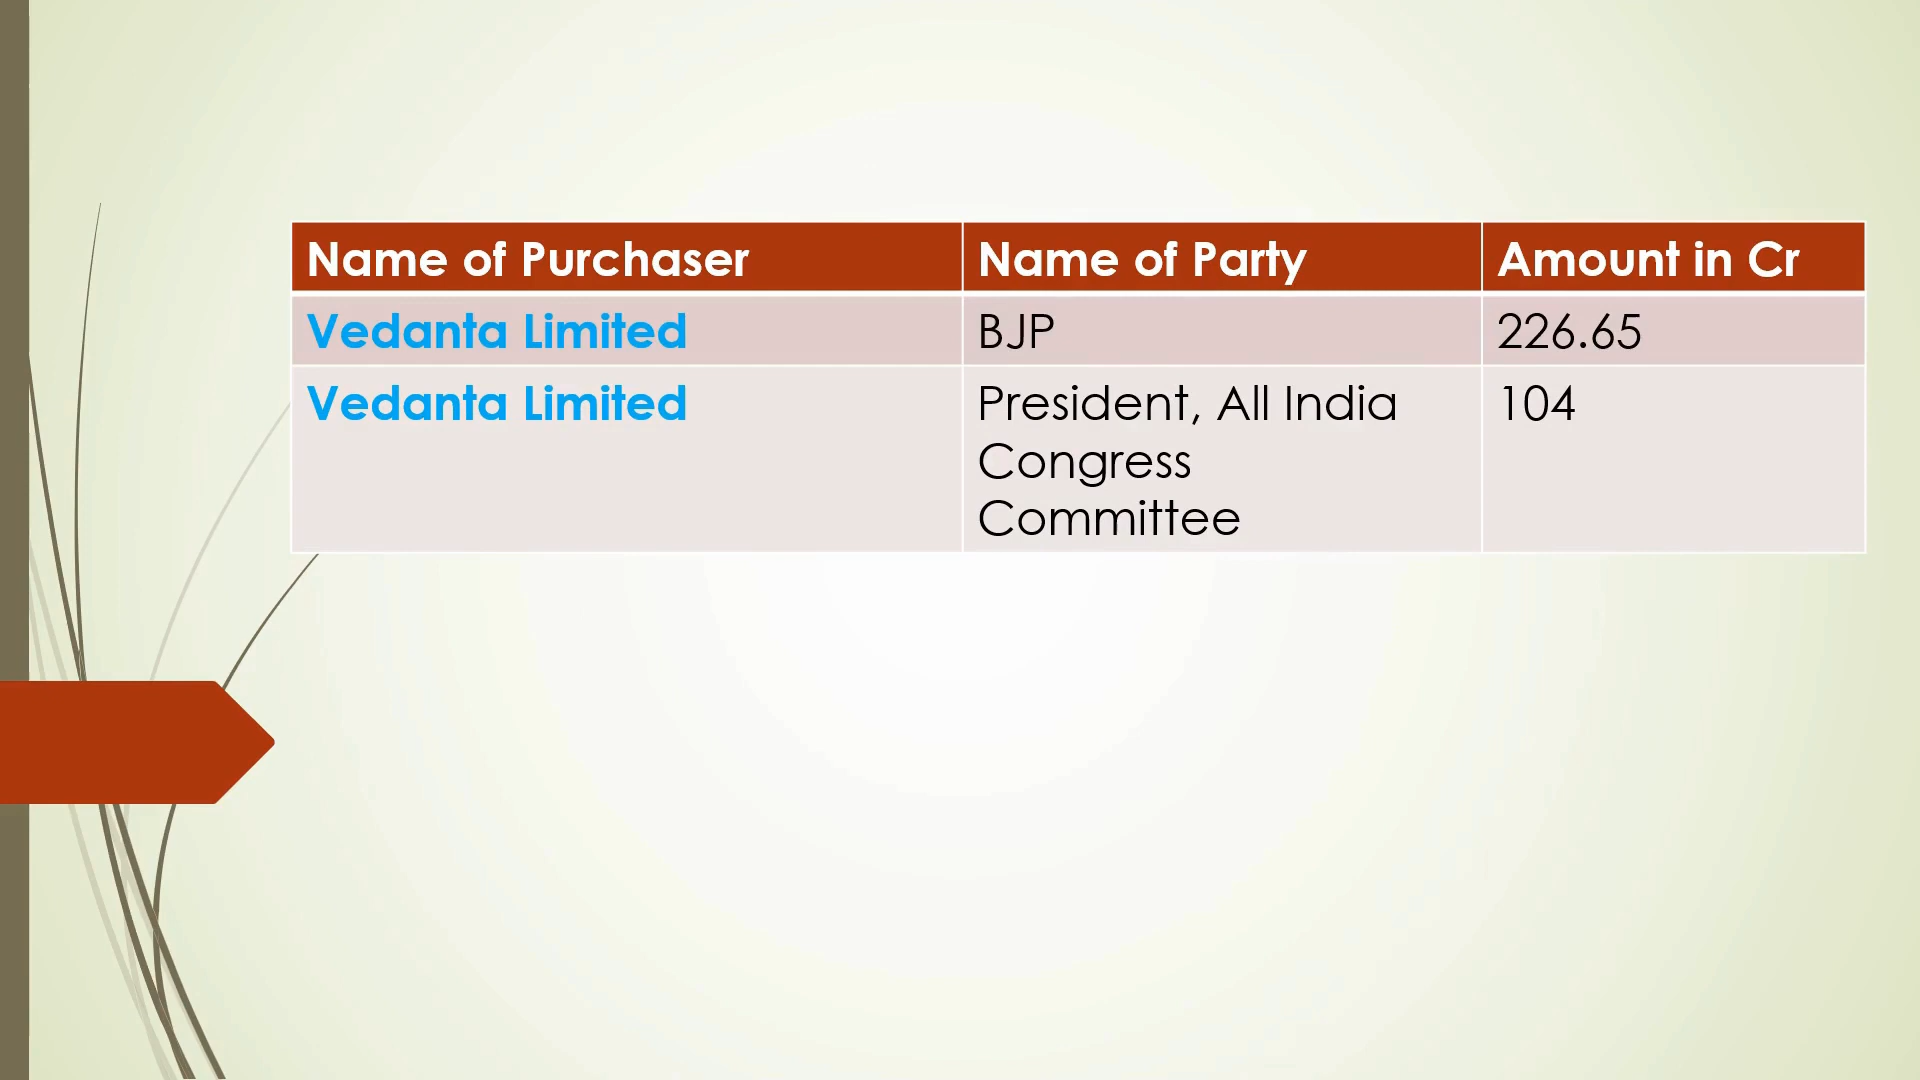 Name of Purchaser Name of Party Amount in Cr
Vedanta Limited BJP 226.65
Vedanta Limited President, All India 104
Congress
Committee